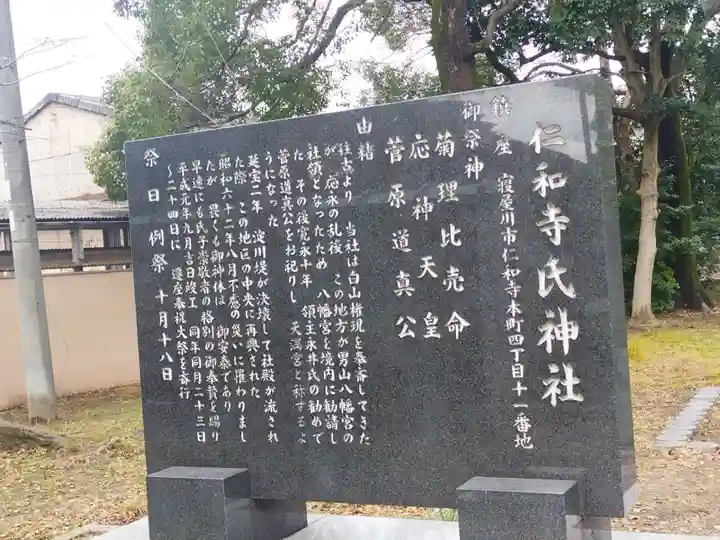 仁和寺氏神社
鎮座 寝屋川市仁和寺本町四丁目十一番地
御祭神
菊理比売命
応神天皇
菅原道真公
由緒
往古より 当社は白山権現を奉斎してきた
が 応永の乱後 この地方が男山八幡宮の
社領となったため 八幡宮を境内に勧請し
た その後寛永十年 領主永井氏の勧めで
菅原道真公をお祀りし 天満宮と称するよ
うになった
延宝二年 淀川堤が決壊して社殿が流され
た際 この地区の中央に再興された
昭和六十二年八月不慮の災いに罹わりまし
たが 畏くも御神体は 御安泰であり
早速にも氏子崇敬者の格別の御奉賛を賜り
平成元年九月吉日竣工 同年同月二十三日
〜二十四日に 遷座奉祝大祭を斎行
祭日 例祭 十月十八日